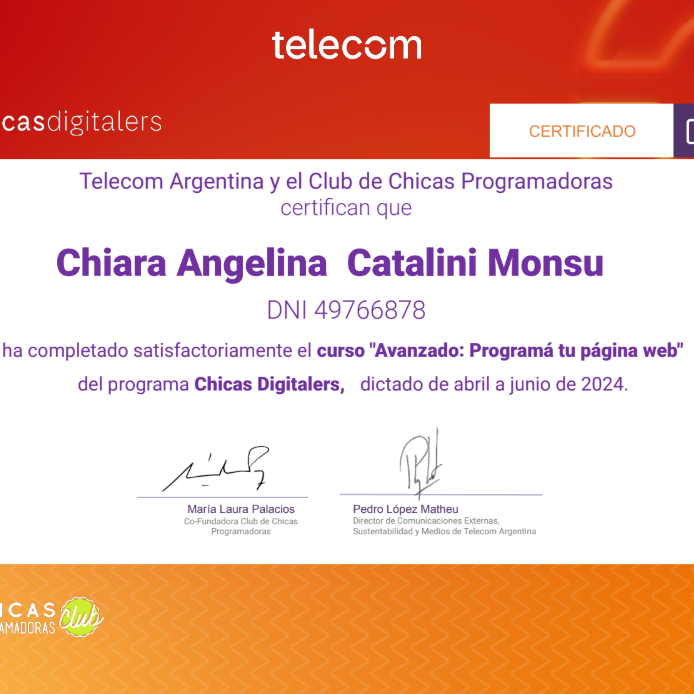 telecom
casdigitalers
CERTIFICADO
Telecom Argentina y el Club de Chicas Programadoras
certifican que
Chiara Angelina Catalini Monsu
DNI 49766878
ha completado satisfactoriamente el curso "Avanzado: Programá tu página web"
del programa Chicas Digitalers, dictado de abril a junio de 2024.
María Laura Palacios
Co-Fundadora Club de Chicas
Programadoras
Pedro López Matheu
Director de Comunicaciones Externas,
Sustentabilidad y Medios de Telecom Argentina
ICAS
AMADORAS
Club